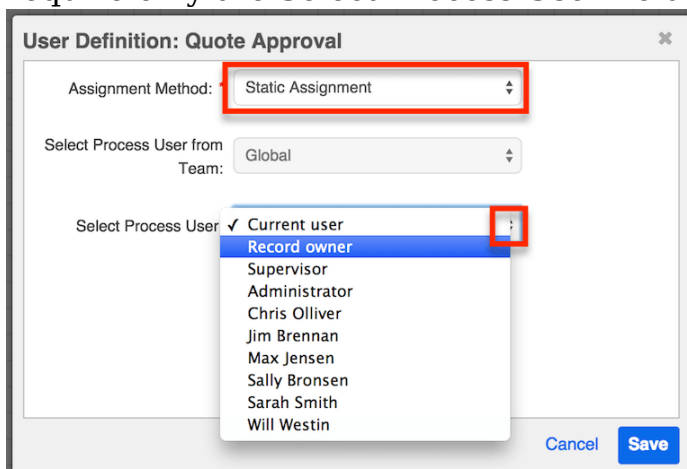 User Definition: Quote Approval ✖
Assignment Method: * Static Assignment
Select Process User from
Team: Global
Select Process User ✓ Current user
Record owner
Supervisor
Administrator
Chris Olliver
Jim Brennan
Max Jensen
Sally Bronsen
Sarah Smith
Will Westin
Cancel Save